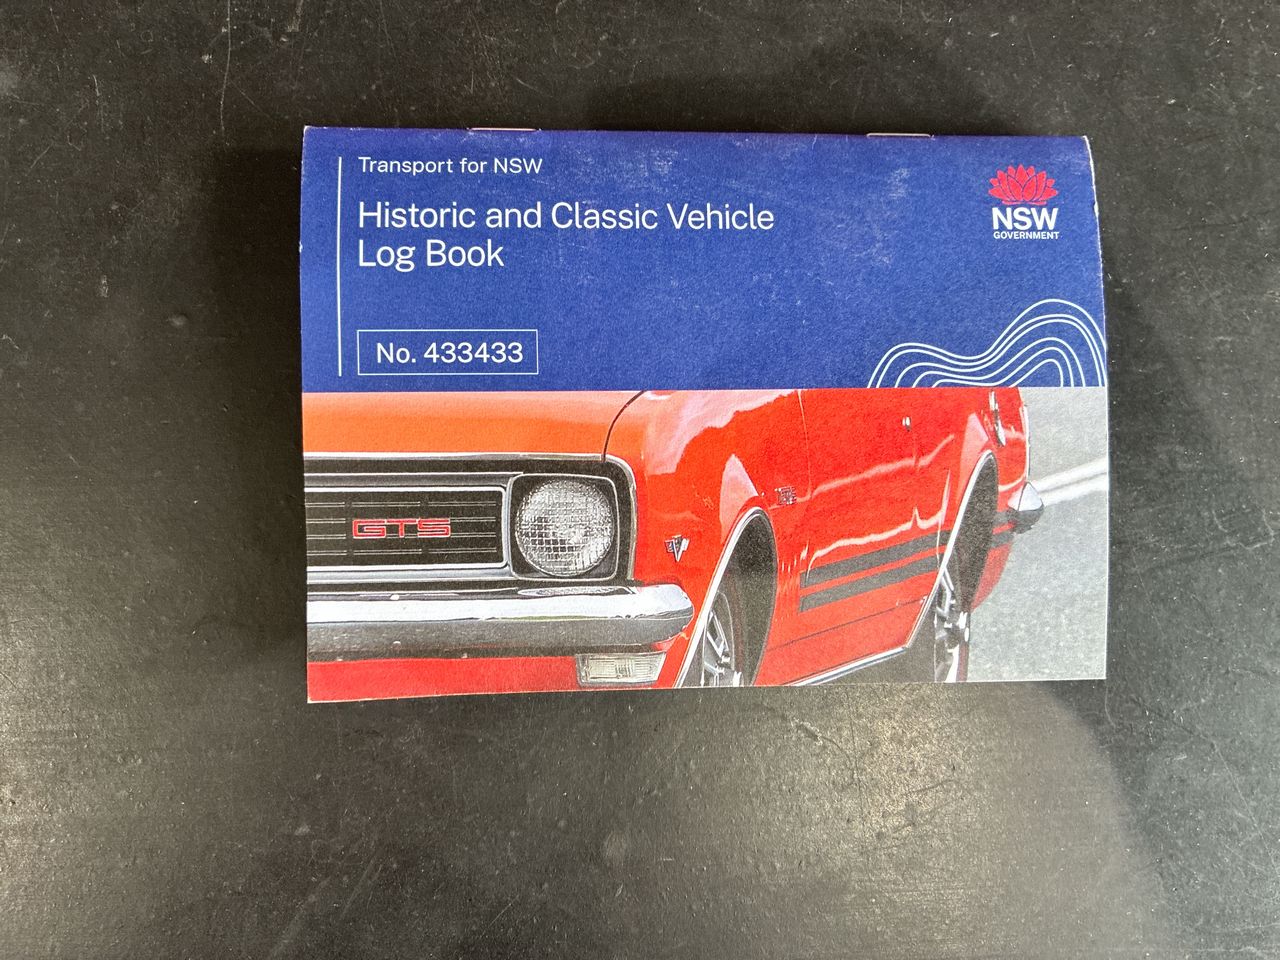 Transport for NSW
Historic and Classic Vehicle
Log Book
No. 433433
NSW
GOVERNMENT
GTS